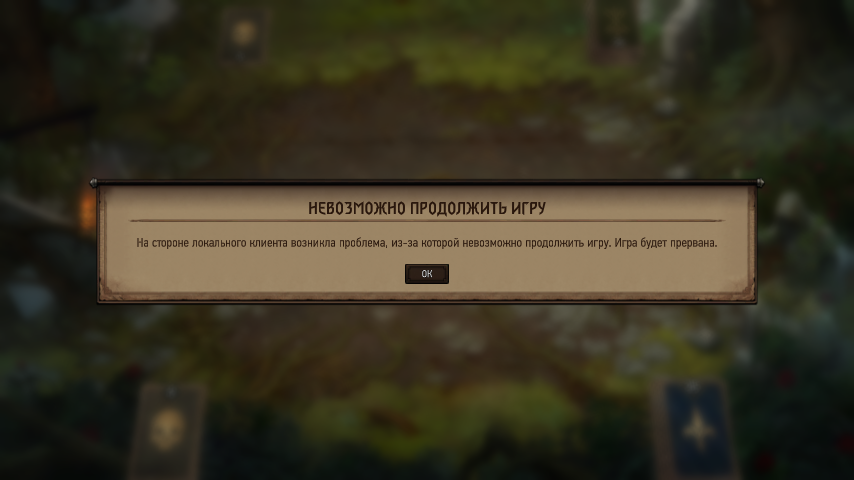 НЕВОЗМОЖНО ПРОДОЛЖИТЬ ИГРУ
На стороне локального клиента возникла проблема, из-за которой невозможно продолжить игру. Игра будет прервана.
ОК